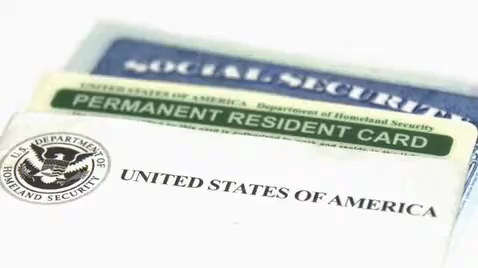 SOCIAL SECURITY
UNITED STATES OF AMERICA Department of Homeland Security
PERMANENT RESIDENT CARD
U.S. DEPARTMENT OF
HOMELAND SECURITY
UNITED STATES OF AMERICA